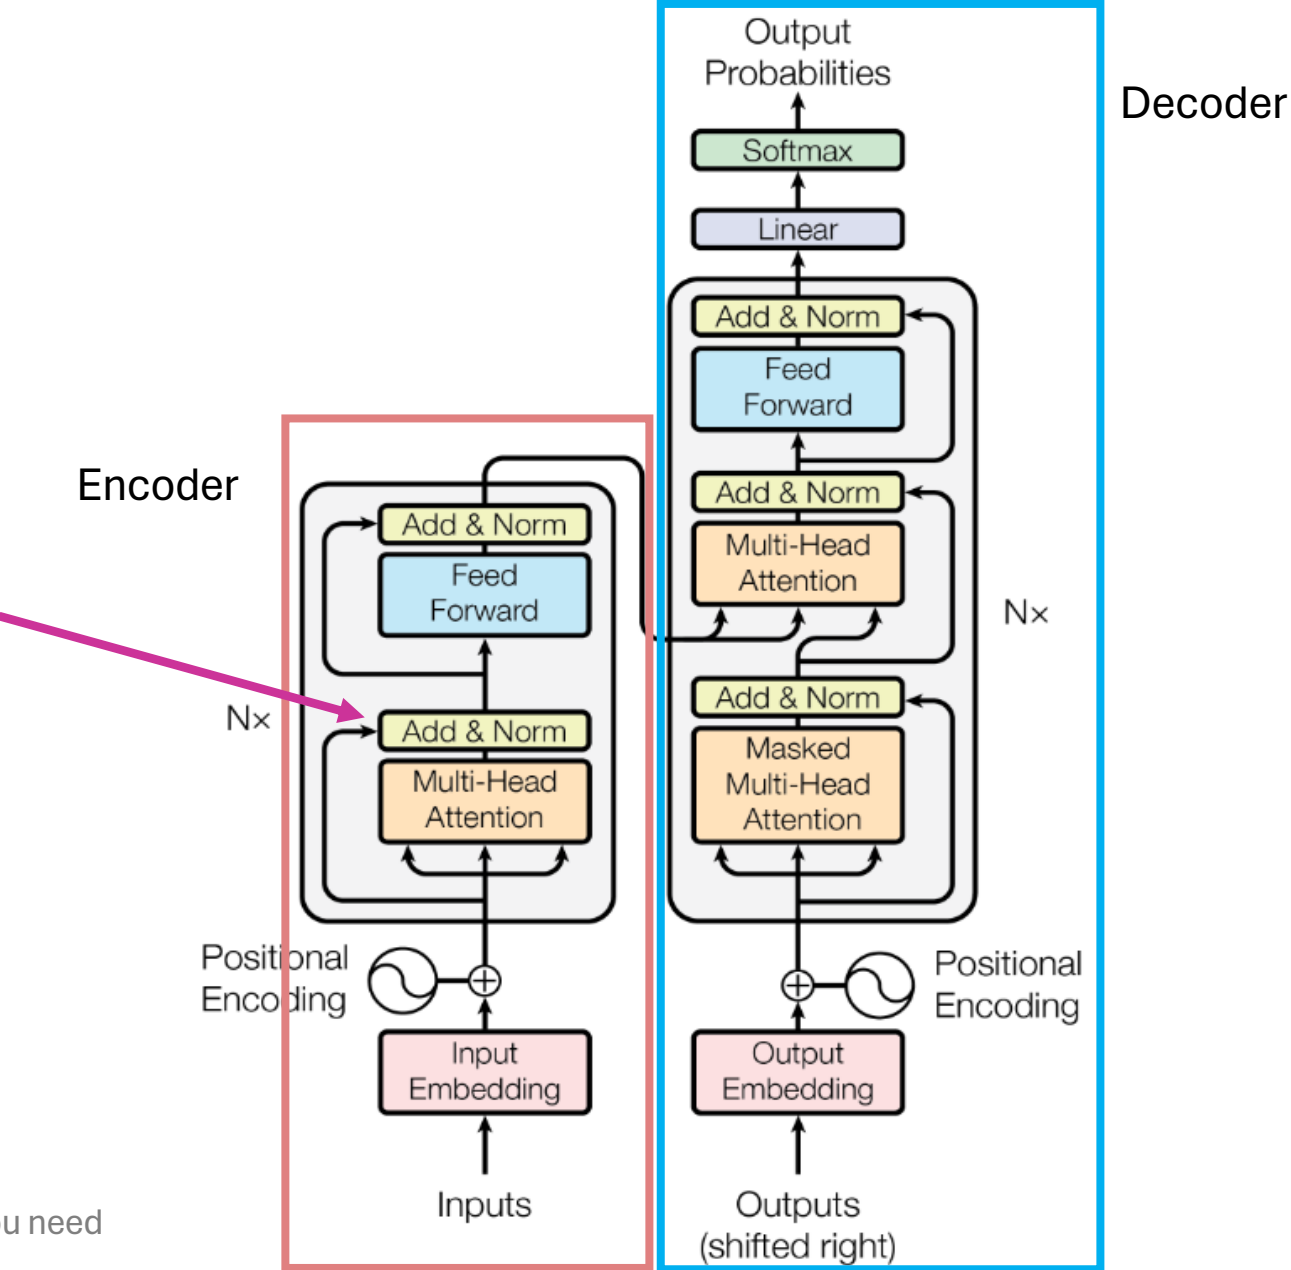 Output
Probabilities
Decoder
Softmax
Linear
Add & Norm
Feed
Forward
Add & Norm
Multi-Head
Attention
Nx
Add & Norm
Masked
Multi-Head
Attention
Positional
Encoding
Output
Embedding
Outputs
(shifted right)
Encoder
Add & Norm
Feed
Forward
Nx
Add & Norm
Multi-Head
Attention
Positional
Encoding
Input
Embedding
Inputs
need